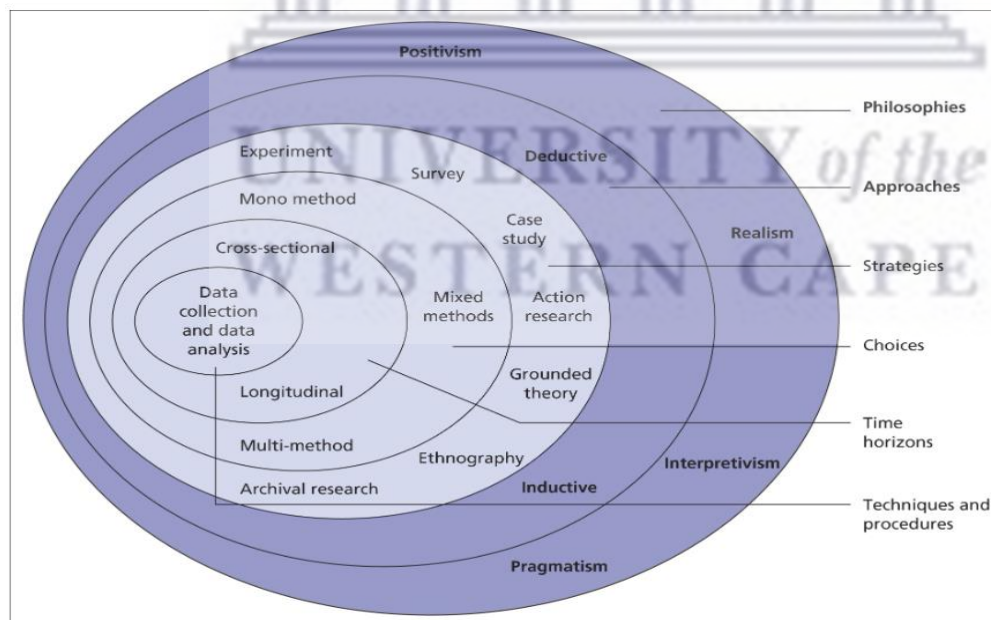 Positivism
Philosophies
Experiment
Deductive
UNIVERSITY of the
Survey
Approaches
Mono method
Case
study
Realism
Cross-sectional
WESTERN CAPE
Strategies
Data
collection
and data
analysis
Mixed
methods
Action
research
Choices
Grounded
theory
Longitudinal
Time
horizons
Multi-method
Ethnography
Interpretivism
Archival research
Inductive
Techniques and
procedures
Pragmatism